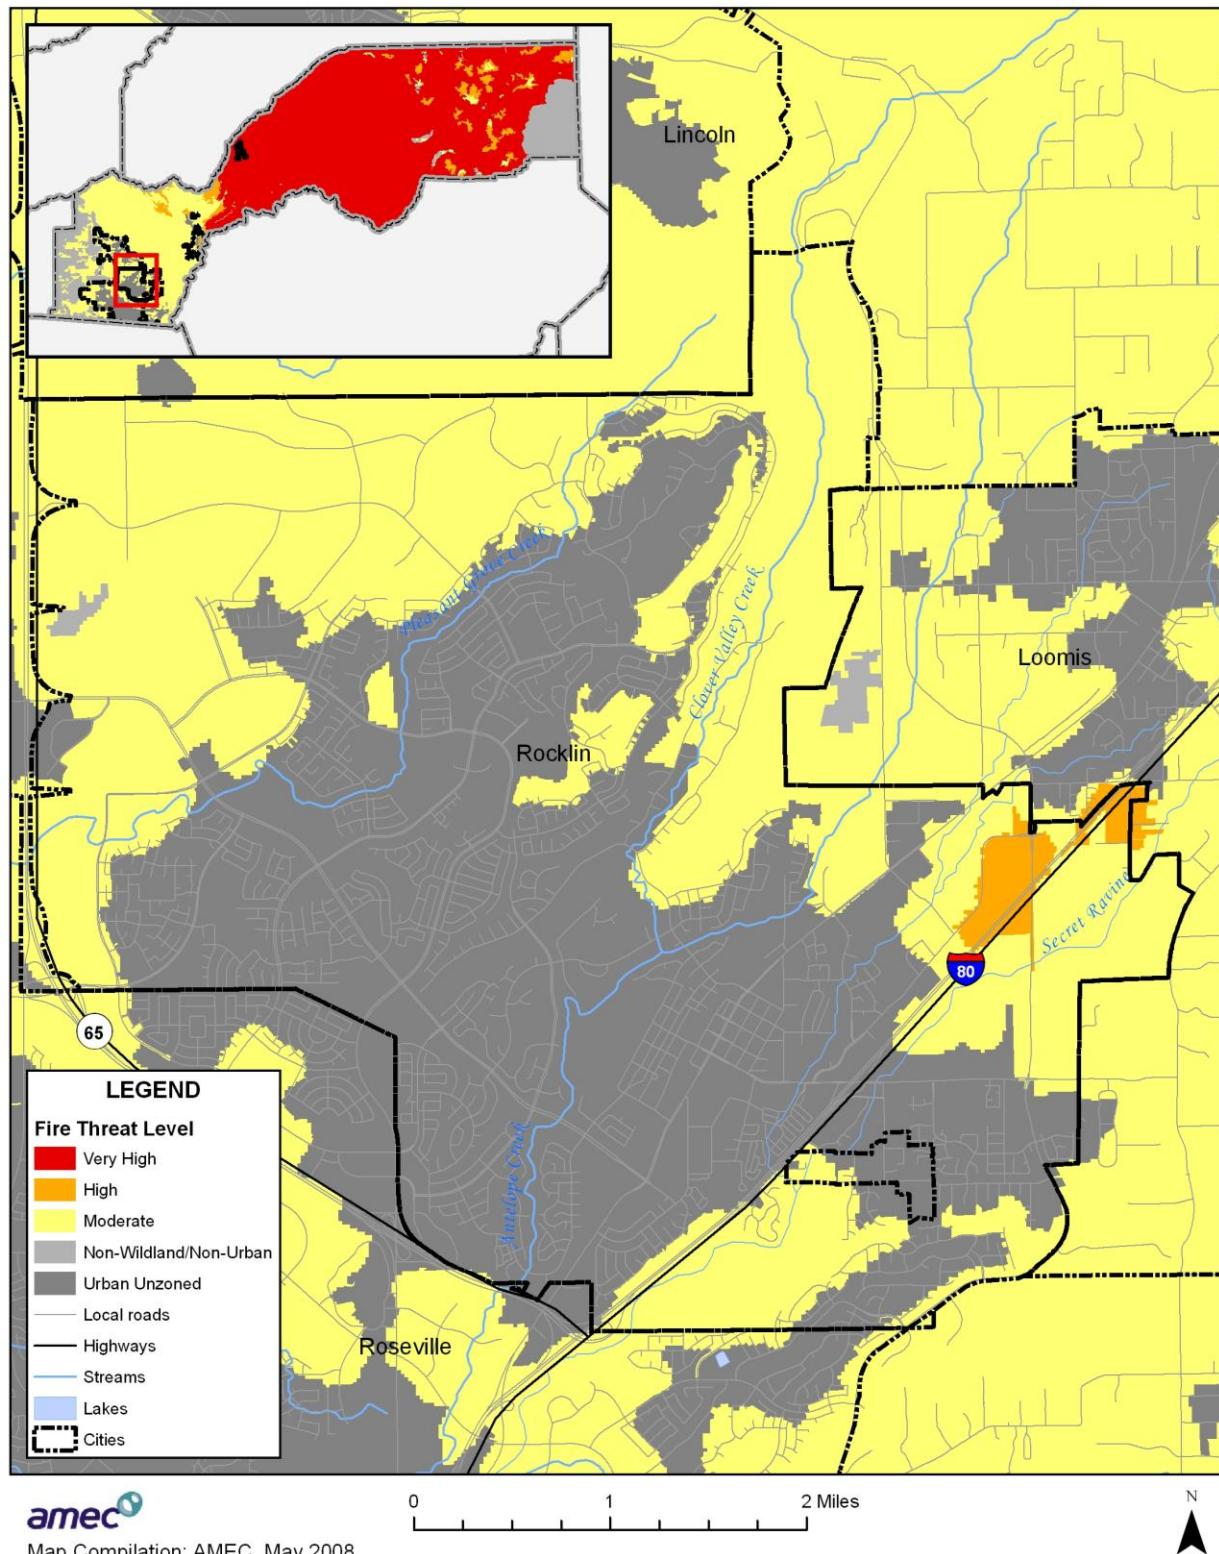 Lincoln
Pleasant Grove Creek
Clover Valley Creek
Loomis
Rocklin
Secret Ravine
80
65
Antelope Creek
Roseville
LEGEND
Fire Threat Level
Very High
High
Moderate
Non-Wildland/Non-Urban
Urban Unzoned
Local roads
Highways
Streams
Lakes
Cities
amec
0 1 2 Miles
N
Map Compilation: AMEC, May 2008